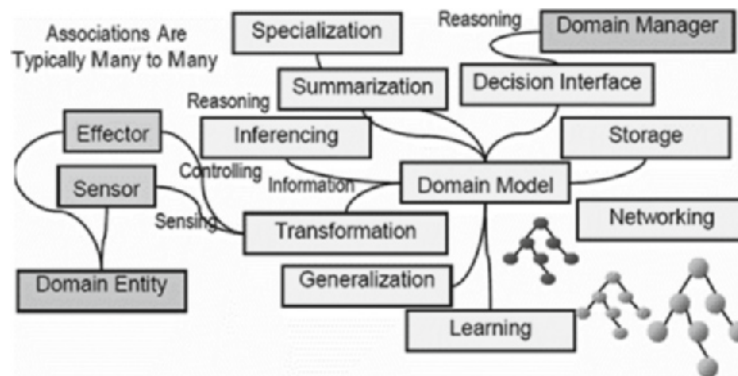 Associations Are
Typically Many to Many
Specialization
Reasoning
Domain Manager
Summarization
Decision Interface
Reasoning
Effector
Inferencing
Storage
Controlling
Information
Domain Model
Sensor
Sensing
Transformation
Networking
Domain Entity
Generalization
Learning